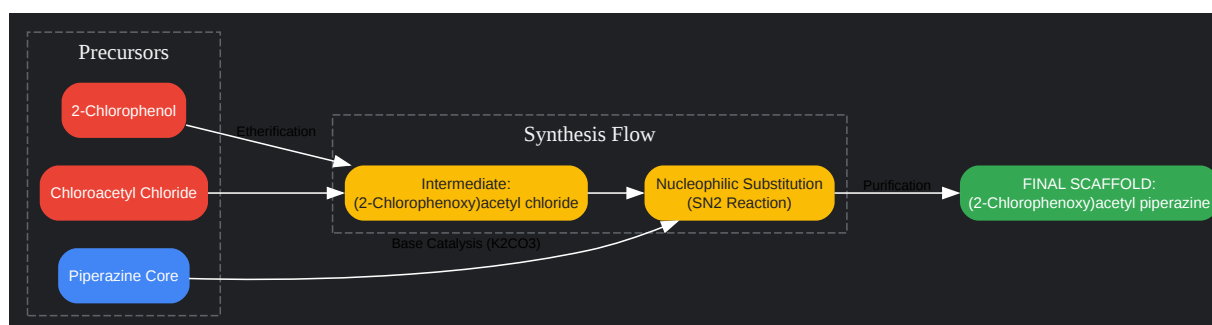 Precursors
2-Chlorophenol
Etherification
Synthesis Flow
Chloroacetyl Chloride
Intermediate:
(2-Chlorophenoxy)acetyl chloride
Nucleophilic Substitution
(SN2 Reaction)
Purification
FINAL SCAFFOLD:
(2-Chlorophenoxy)acetyl piperazine
Base Catalysis (K2CO3)
Piperazine Core